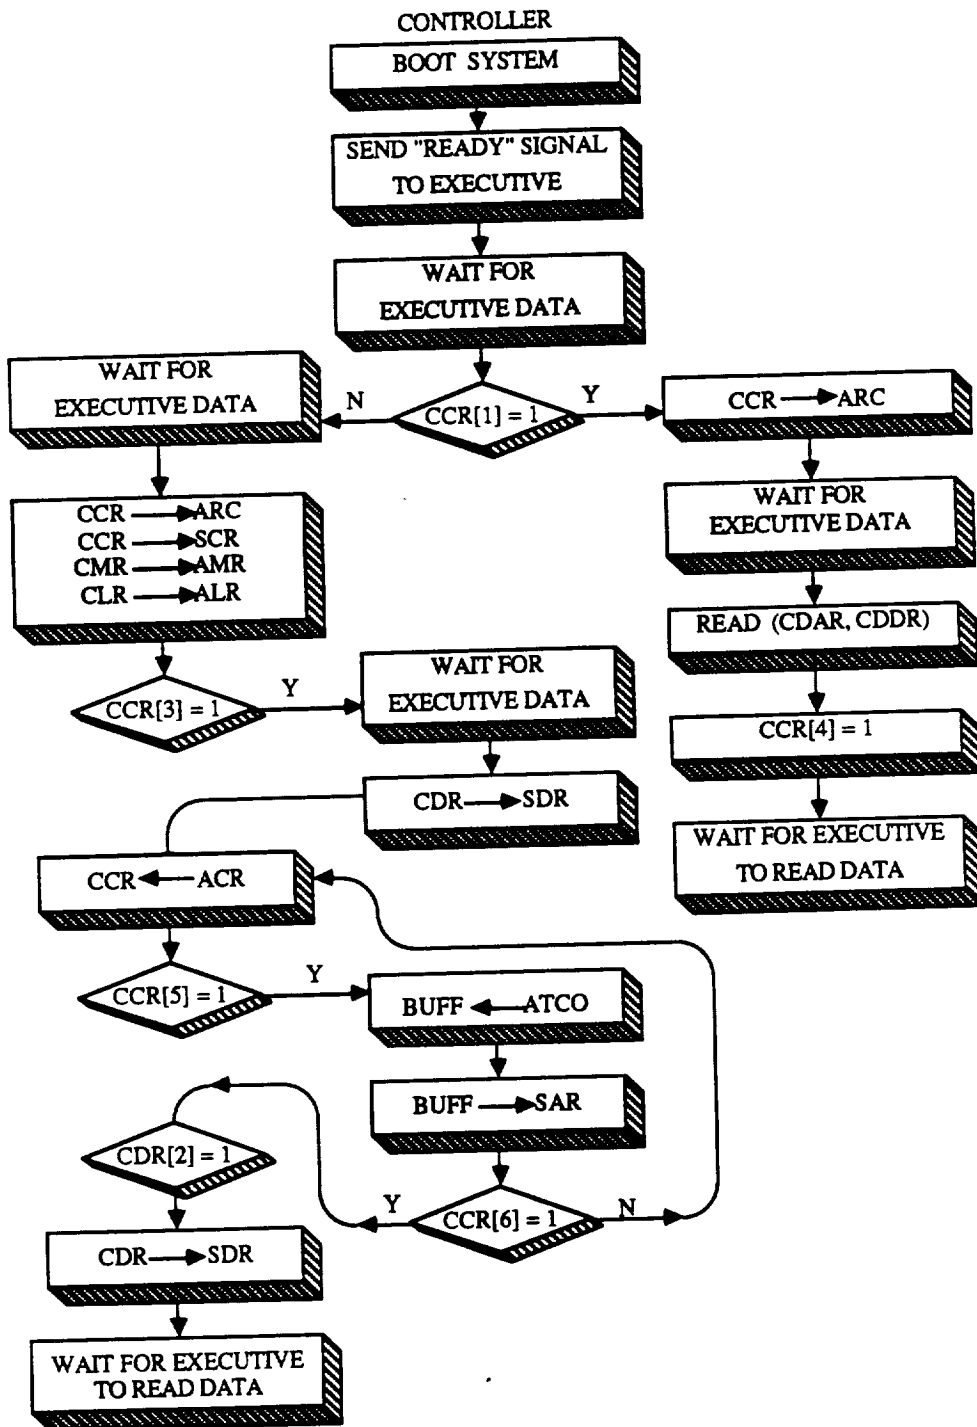 CONTROLLER
BOOT SYSTEM
SEND "READY" SIGNAL
TO EXECUTIVE
WAIT FOR
EXECUTIVE DATA
CCR[1] = 1
N
Y
WAIT FOR
EXECUTIVE DATA
CCR → ARC
CCR → SCR
CMR → AMR
CLR → ALR
CCR[3] = 1
Y
WAIT FOR
EXECUTIVE DATA
CDR → SDR
CCR ← ACR
CCR[5] = 1
Y
BUFF ← ATCO
BUFF → SAR
CCR[6] = 1
Y
N
CDR[2] = 1
CDR → SDR
WAIT FOR EXECUTIVE
TO READ DATA
CCR → ARC
WAIT FOR
EXECUTIVE DATA
READ (CDAR, CDDR)
CCR[4] = 1
WAIT FOR EXECUTIVE
TO READ DATA